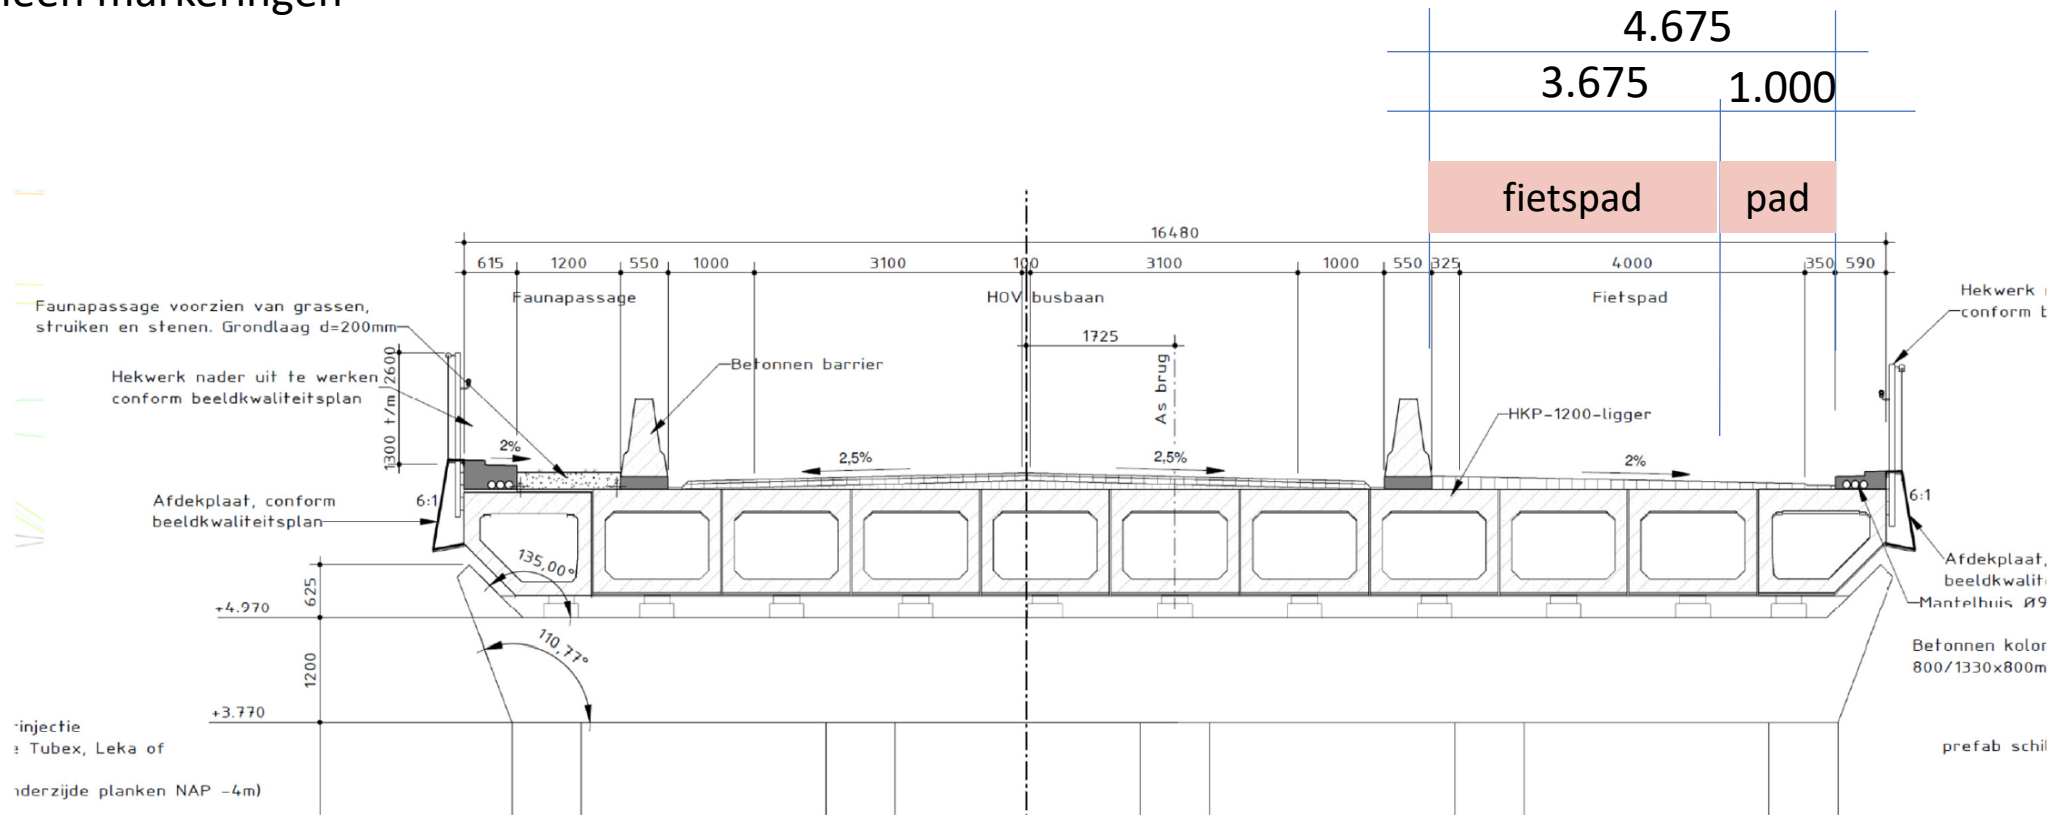 markeringen
4.675
3.675 1.000
fietspad pad
16480
615 1200 550 1000 3100 100 3100 1000 550 325 4000 350 590
Faunapassage HOV busbaan Fietspad
Faunapassage voorzien van grassen,
struiken en stenen. Grondlaag d=200mm
Hekwerk
conform
1725
As brug
Betonnen barrier
1300 t/m 2600
Hekwerk nader uit te werken
conform beeldkwaliteitsplan
HKP-1200-ligger
2% 2,5% 2,5% 2%
Afdekplaat, conform
beeldkwaliteitsplan
6:1 6:1
135,00°
Afdekplaat,
Mantelbuis
625
+4.970
110,77°
1200
Betonnen
800/1330x800m
+3.770
Tubex, Leka of
prefab
planken NAP -4m)